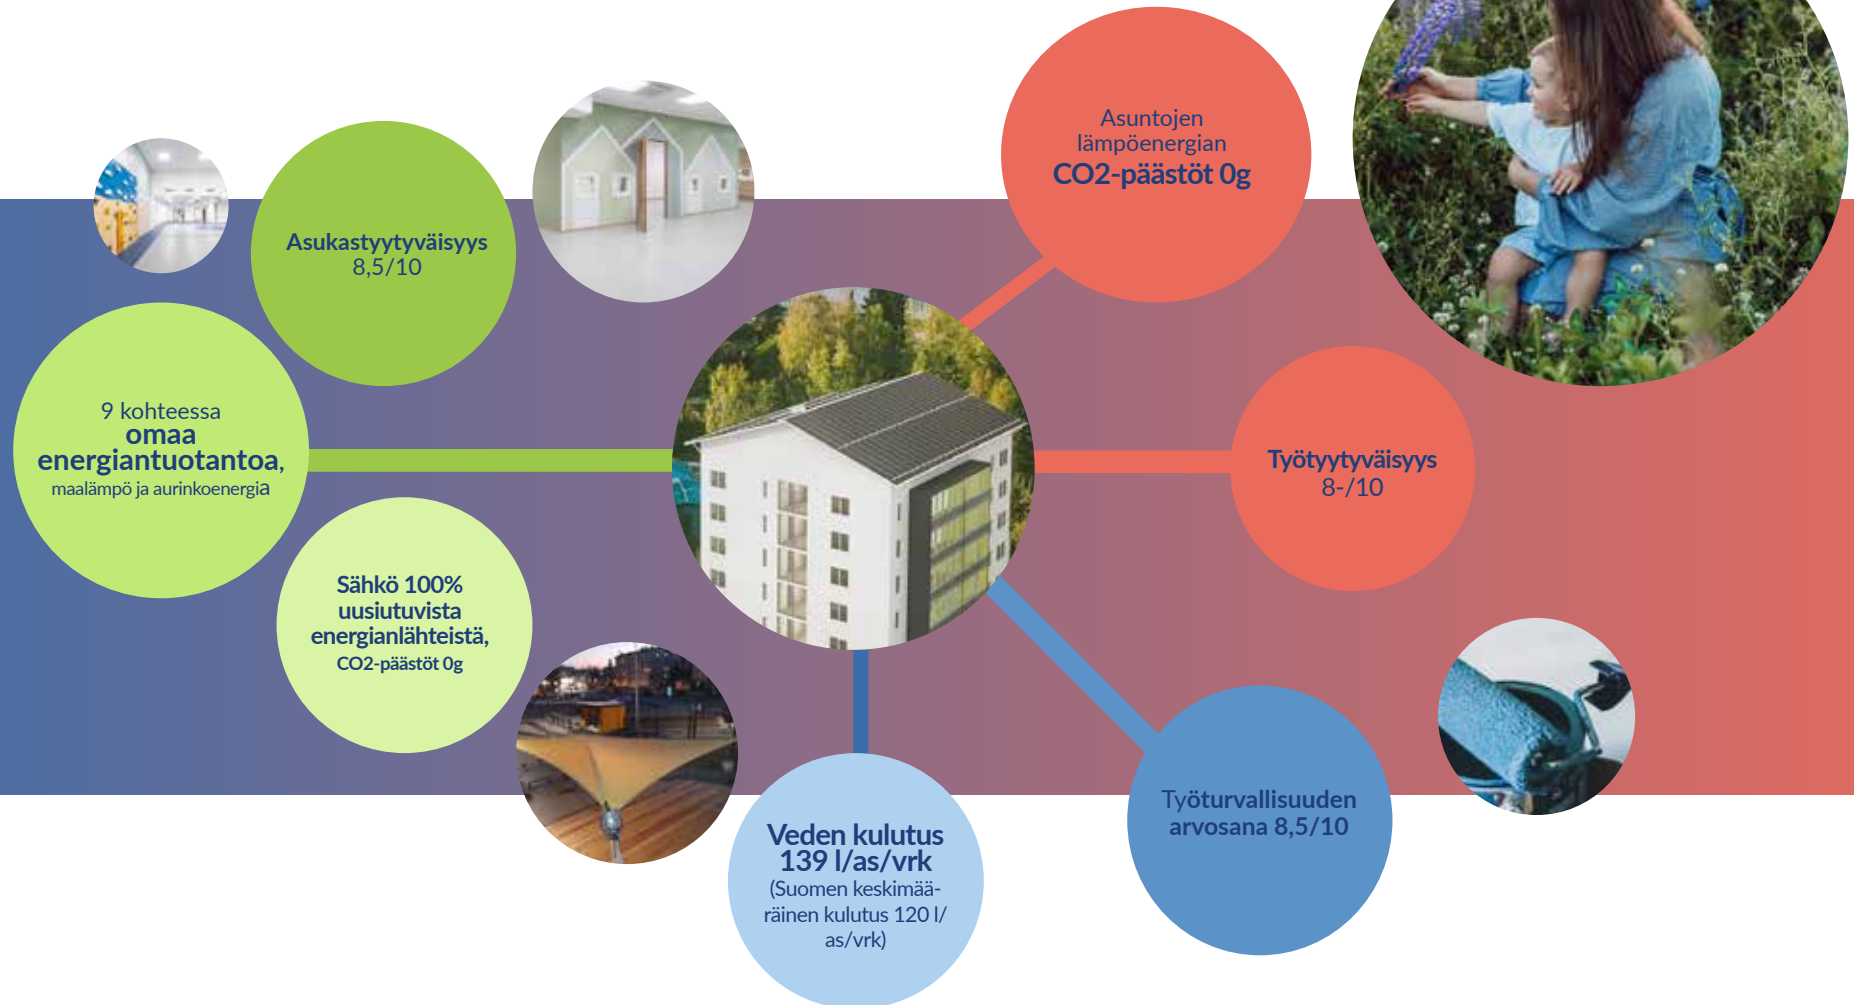 Asuntojen
lämpöenergian
CO2-päästöt 0g
Asukastyytyväisyys
8,5/10
9 kohteessa
omaa
energiantuotantoa,
maalämpö ja aurinkoenergia
Työtyytyväisyys
8-/10
Sähkö 100%
uusiutuvista
energianlähteistä,
CO2-päästöt 0g
Työturvallisuuden
arvosana 8,5/10
Veden kulutus
139 l/as/vrk
(Suomen keskimää-
räinen kulutus 120 l/
as/vrk)